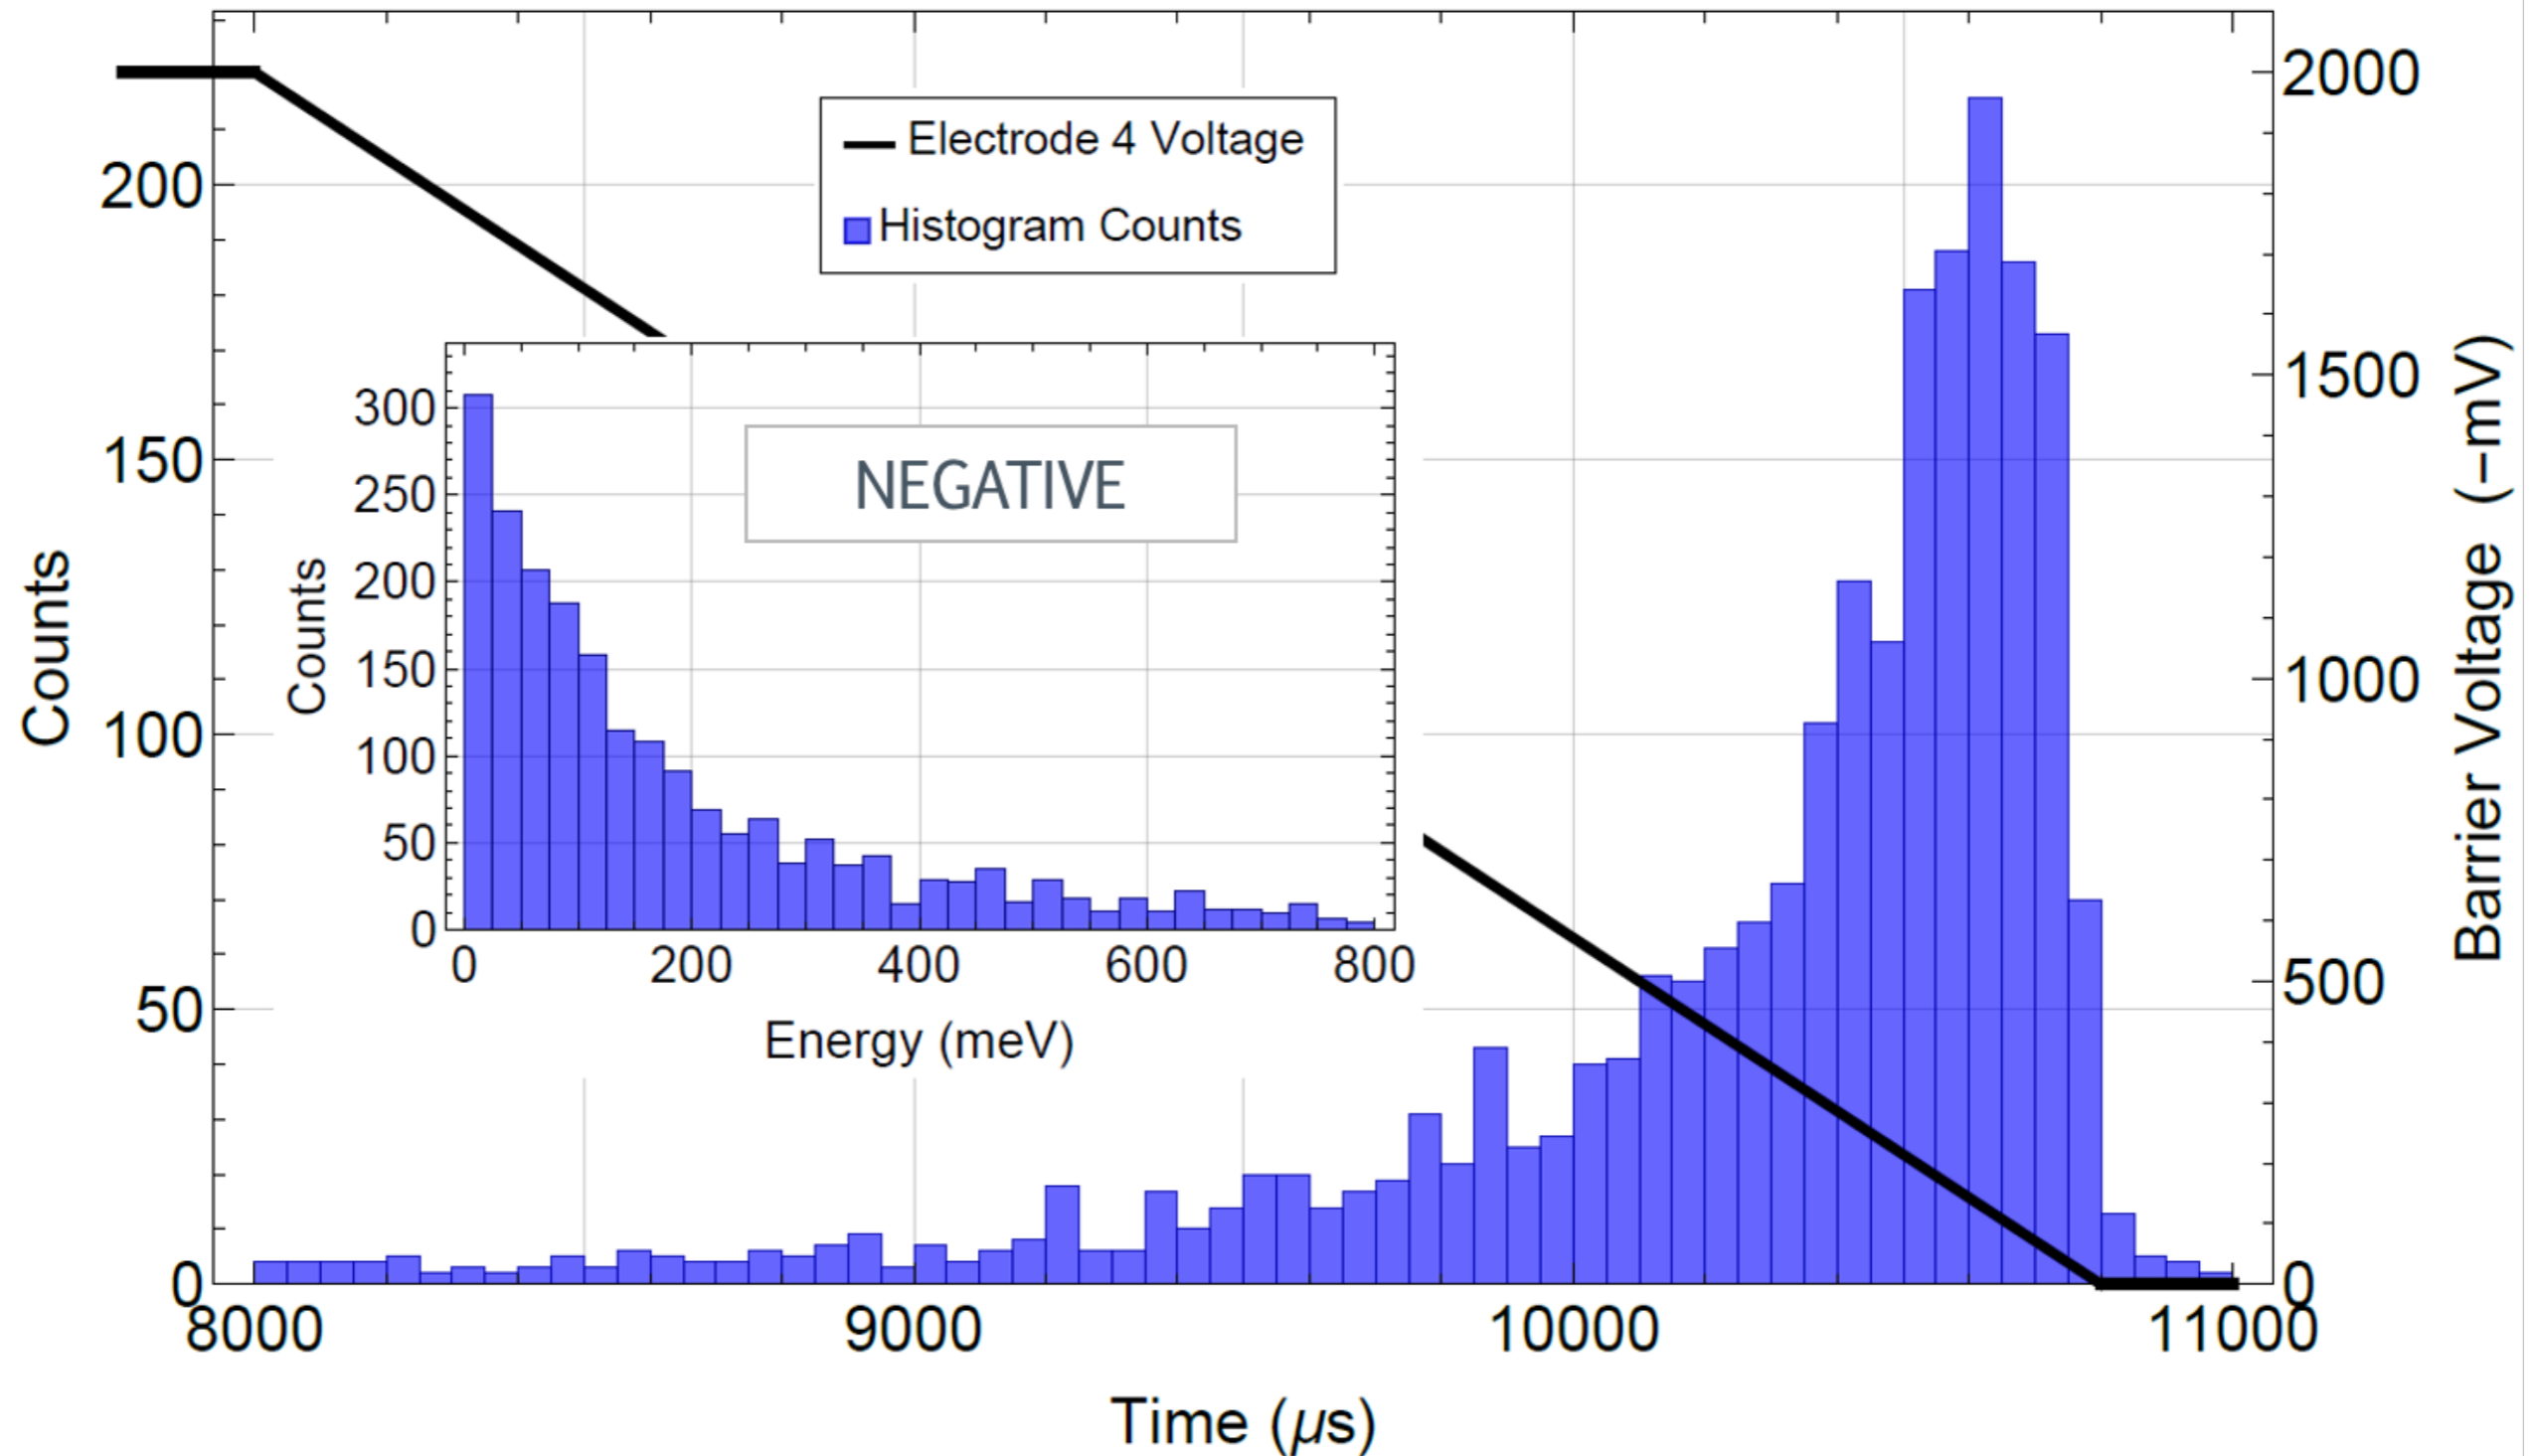 Electrode 4 Voltage
Histogram Counts
NEGATIVE
Counts
200
150
100
50
0
Counts
300
250
200
150
100
50
0
0 200 400 600 800
Energy (meV)
2000
1500
1000
500
0
Barrier Voltage (−mV)
8000 9000 10000 11000
Time (μs)